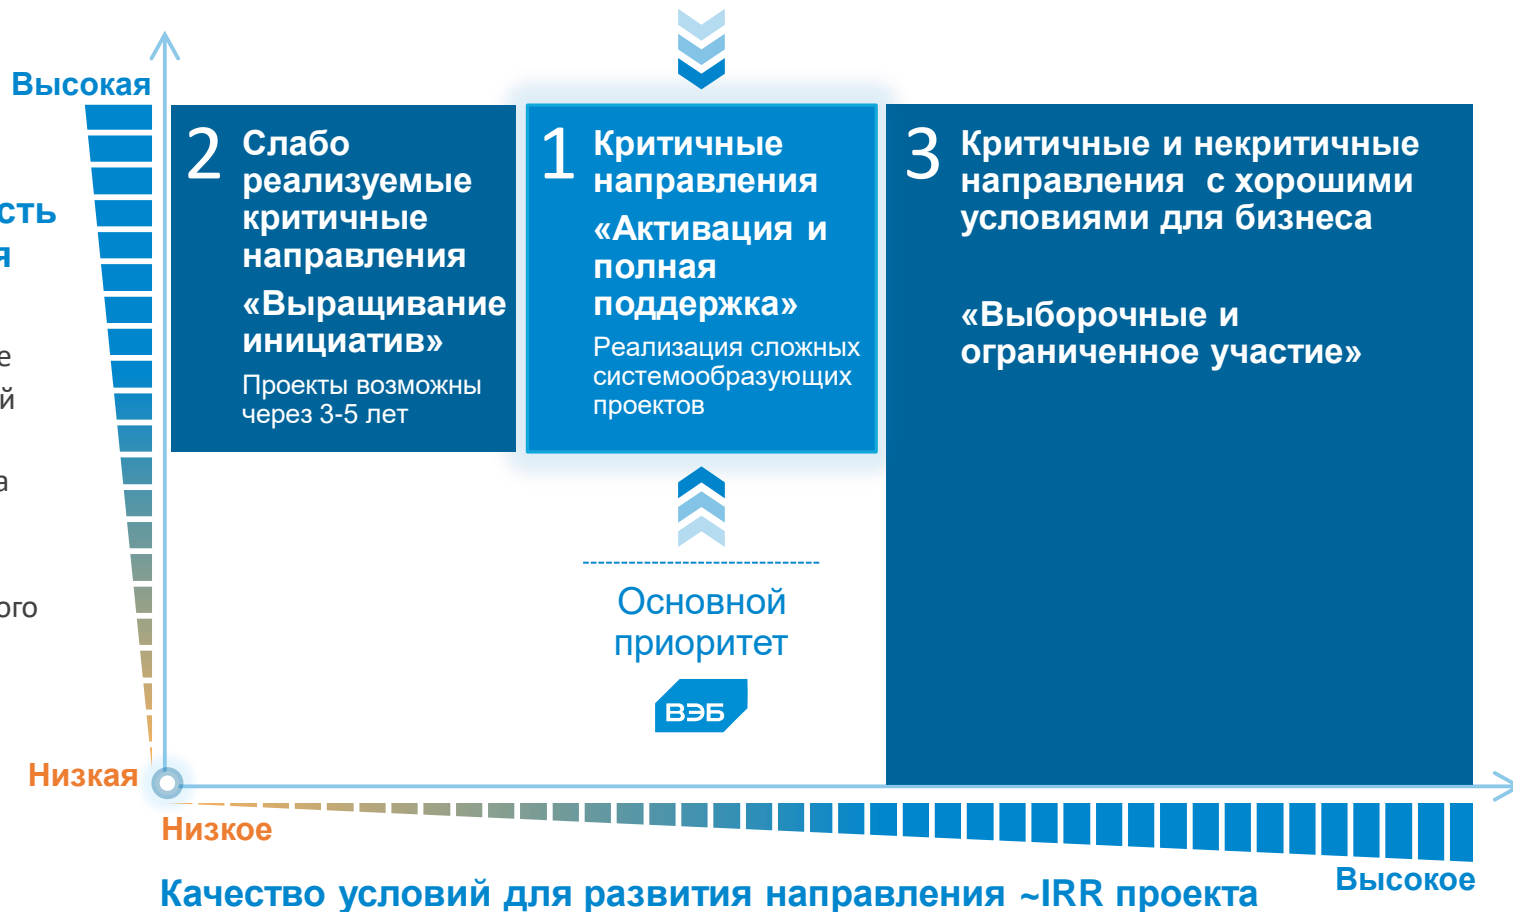 Высокая
2
Слабо
реализуемые
критичные
направления
«Выращивание
инициатив»
Проекты возможны
через 3-5 лет
1
Критичные
направления
«Активация и
полная
поддержка»
Реализация сложных
системообразующих
проектов
3
Критичные и некритичные
направления с хорошими
условиями для бизнеса
«Выборочные и
ограниченное участие»
Основной
приоритет
ВЭБ
Низкая
Низкое
Высокое
Качество условий для развития направления ~IRR проекта